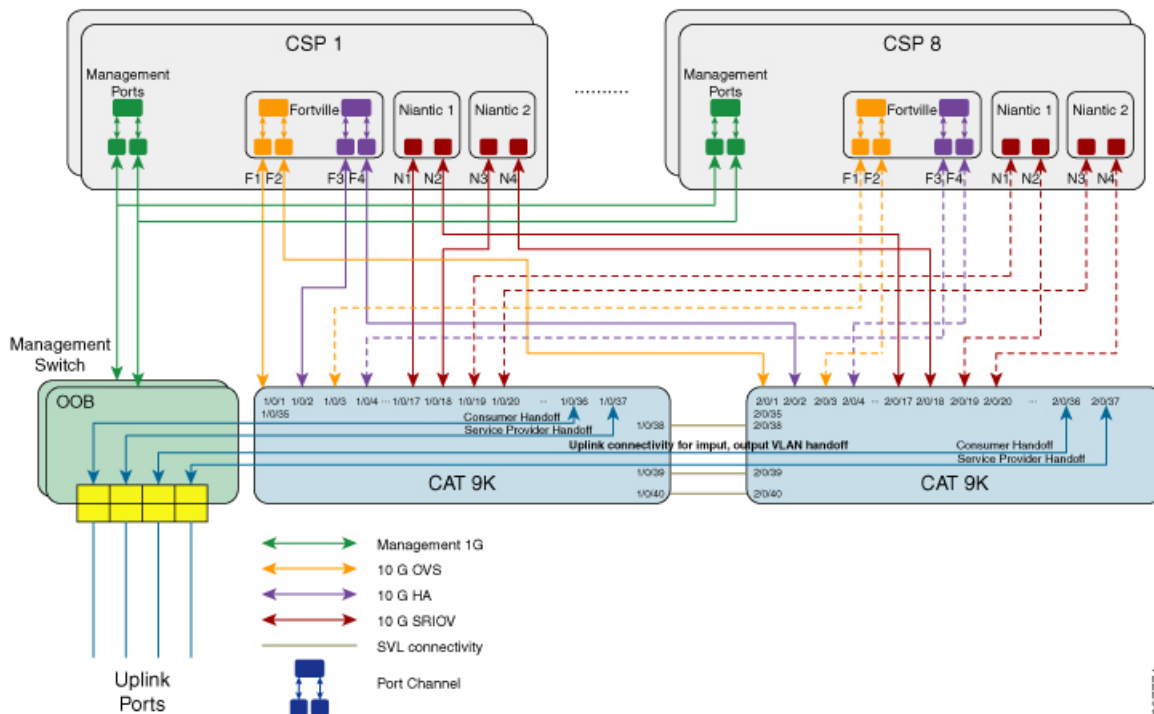 CSP 1
CSP 8
Management
Ports
Fortville
Niantic 1
Niantic 2
Management
Ports
Fortville
Niantic 1
Niantic 2
F1 F2 F3 F4 N1 N2 N3 N4
F1 F2 F3 F4 N1 N2 N3 N4
Management
Switch
OOB
1/0/1 1/0/2 1/0/3 1/0/4 ... 1/0/17 1/0/18 1/0/19 1/0/20 ... 1/0/36 1/0/37
1/0/35
Consumer Handoff
Service Provider Handoff
1/0/38
2/0/1 2/0/2 2/0/3 2/0/4 ... 2/0/17 2/0/18 2/0/19 2/0/20 ... 2/0/36 2/0/37
2/0/35
2/0/38
Uplink connectivity for imput, output VLAN handoff
Consumer Handoff
Service Provider Handoff
1/0/39
2/0/39
CAT 9K
CAT 9K
1/0/40
2/0/40
Management 1G
10 G OVS
10 G HA
10 G SRIOV
SVL connectivity
Port Channel
Uplink
Ports